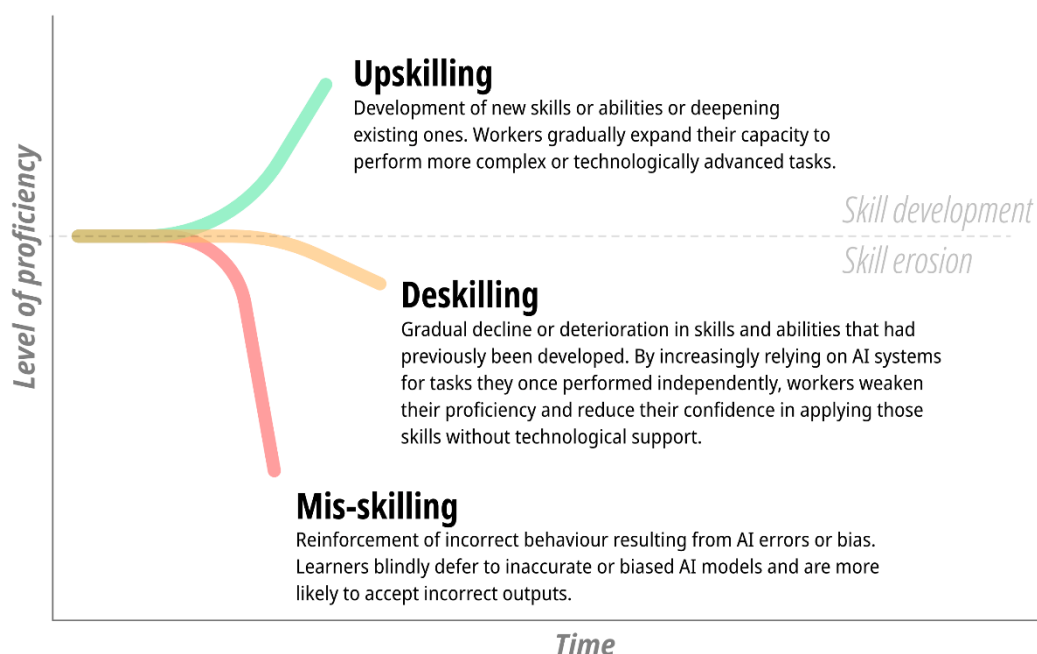 Upskilling
Development of new skills or abilities or deepening
existing ones. Workers gradually expand their capacity to
perform more complex or technologically advanced tasks.
Level of proficiency
Skill development
Skill erosion
Deskilling
Gradual decline or deterioration in skills and abilities that had
previously been developed. By increasingly relying on AI systems
for tasks they once performed independently, workers weaken
their proficiency and reduce their confidence in applying those
skills without technological support.
Mis-skilling
Reinforcement of incorrect behaviour resulting from AI errors or bias.
Learners blindly defer to inaccurate or biased AI models and are more
likely to accept incorrect outputs.
Time